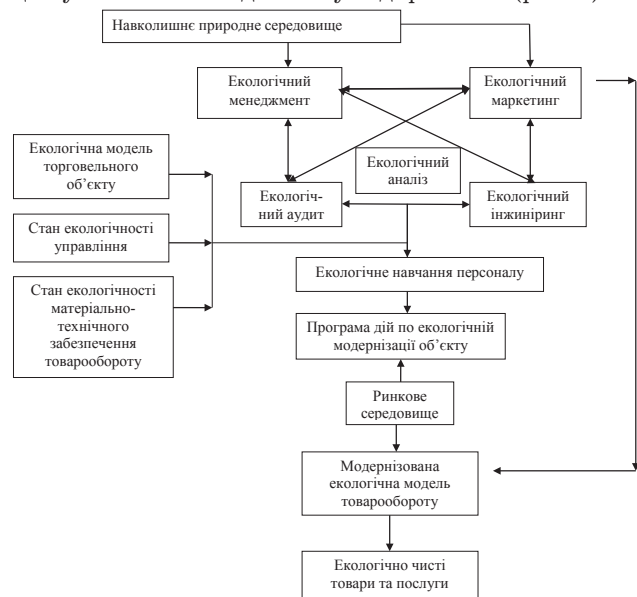 Навколишнє природне середовище
Екологічний
менеджмент
Екологічний
маркетинг
Екологічна модель
торговельного
об’єкту
Екологічний
аналіз
Екологіч-
ний аудит
Екологічний
інжиніринг
Стан екологічності
управління
Екологічне навчання персоналу
Стан екологічності
матеріально-
технічного
забезпечення
товарообороту
Програма дій по екологічній
модернізації об’єкту
Ринкове
середовище
Модернізована
екологічна модель
товарообороту
Екологічно чисті
товари та послуги